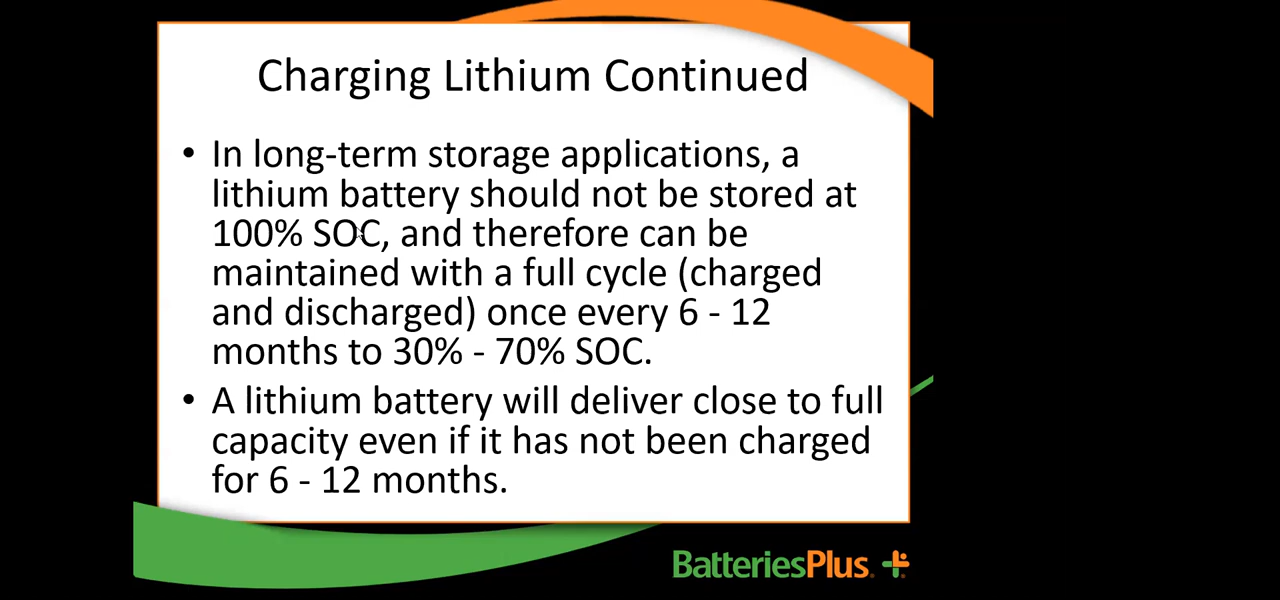 Charging Lithium Continued
• In long-term storage applications, a
lithium battery should not be stored at
100% SOC, and therefore can be
maintained with a full cycle (charged
and discharged) once every 6 - 12
months to 30% - 70% SOC.
• A lithium battery will deliver close to full
capacity even if it has not been charged
for 6 - 12 months.
BatteriesPlus